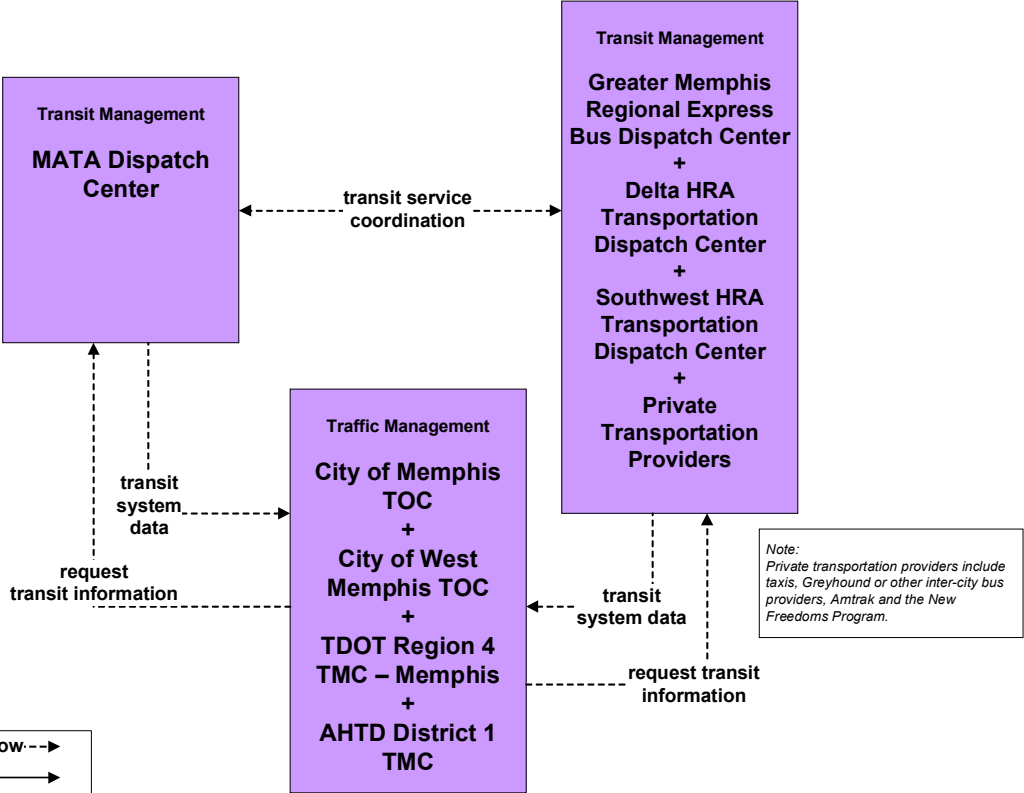 Transit Management
MATA Dispatch
Center
transit service
coordination
Transit Management
Greater Memphis
Regional Express
Bus Dispatch Center
+
Delta HRA
Transportation
Dispatch Center
+
Southwest HRA
Transportation
Dispatch Center
+
Private
Transportation
Providers
transit
system
data
request
transit information
Traffic Management
City of Memphis
TOC
+
City of West
Memphis TOC
+
TDOT Region 4
TMC – Memphis
+
AHTD District 1
TMC
transit
system data
request transit
information
Note:
Private transportation providers include
taxis, Greyhound or other inter-city bus
providers, Amtrak and the New
Freedoms Program.